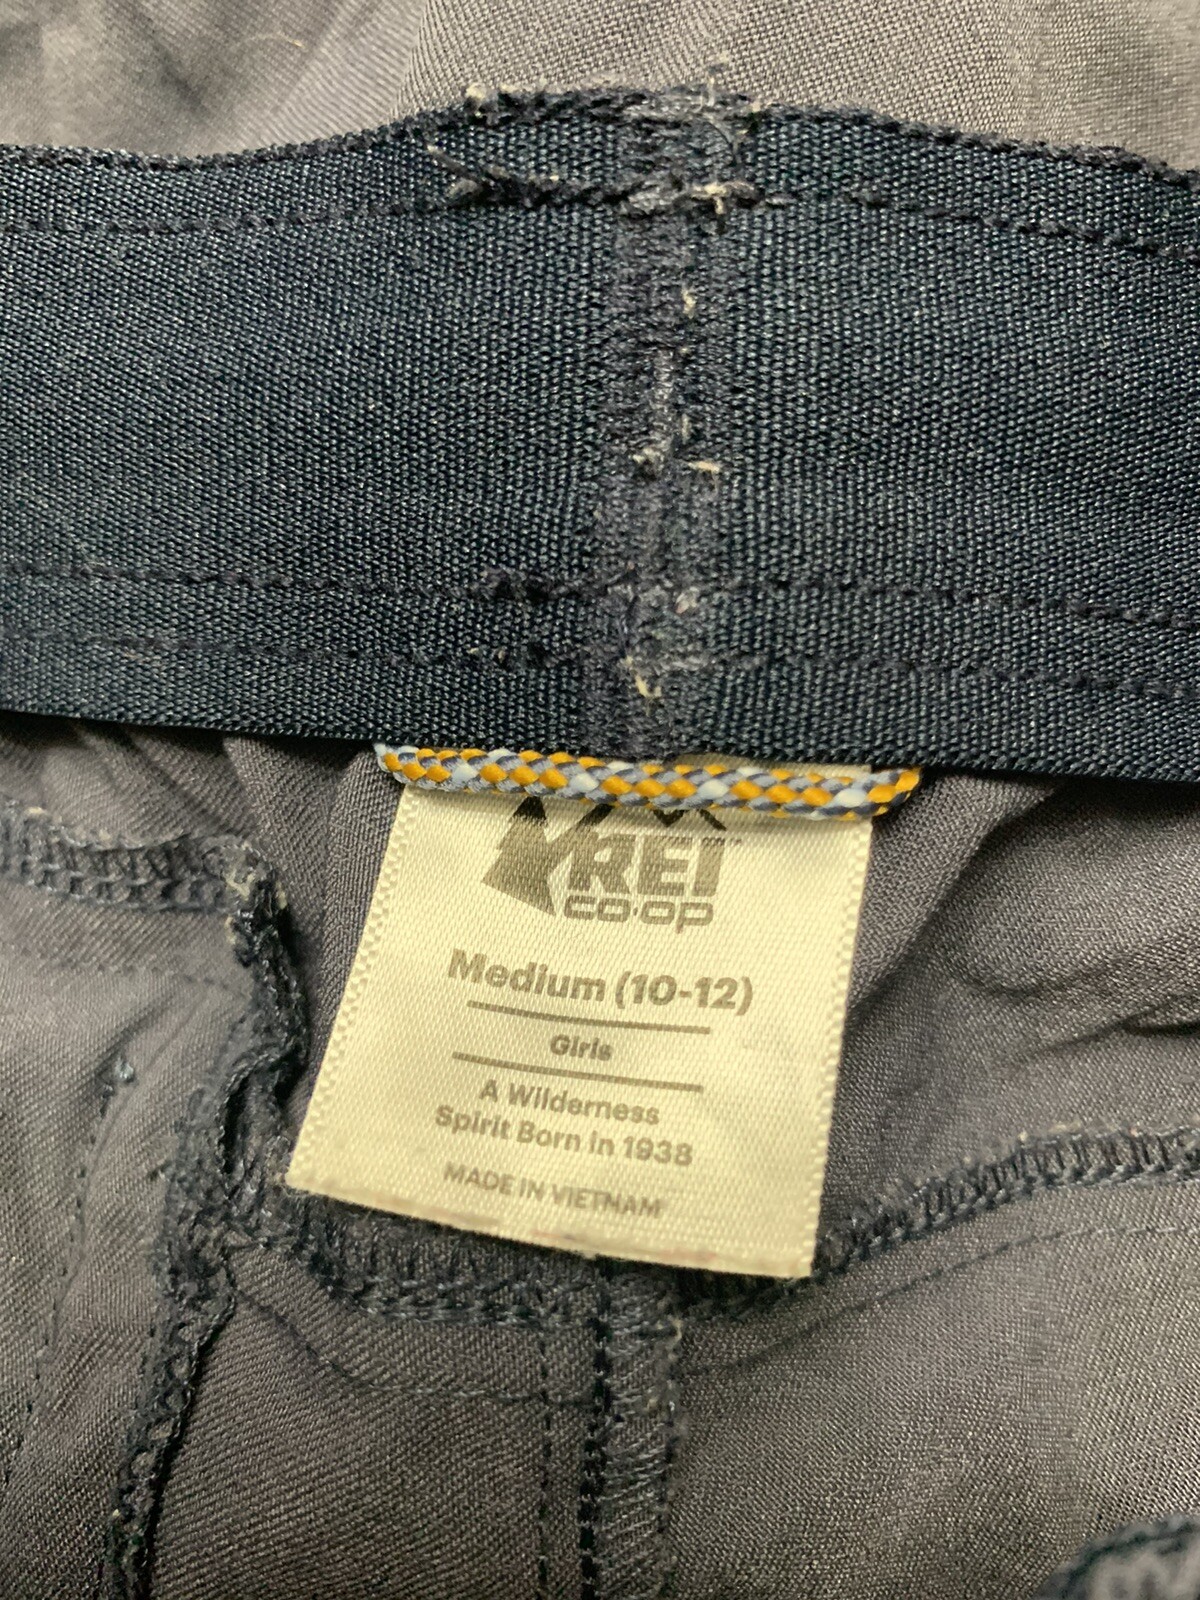 REI
co·op
Medium (10-12)
Girls
A Wilderness
Spirit Born in 1938
MADE IN VIETNAM